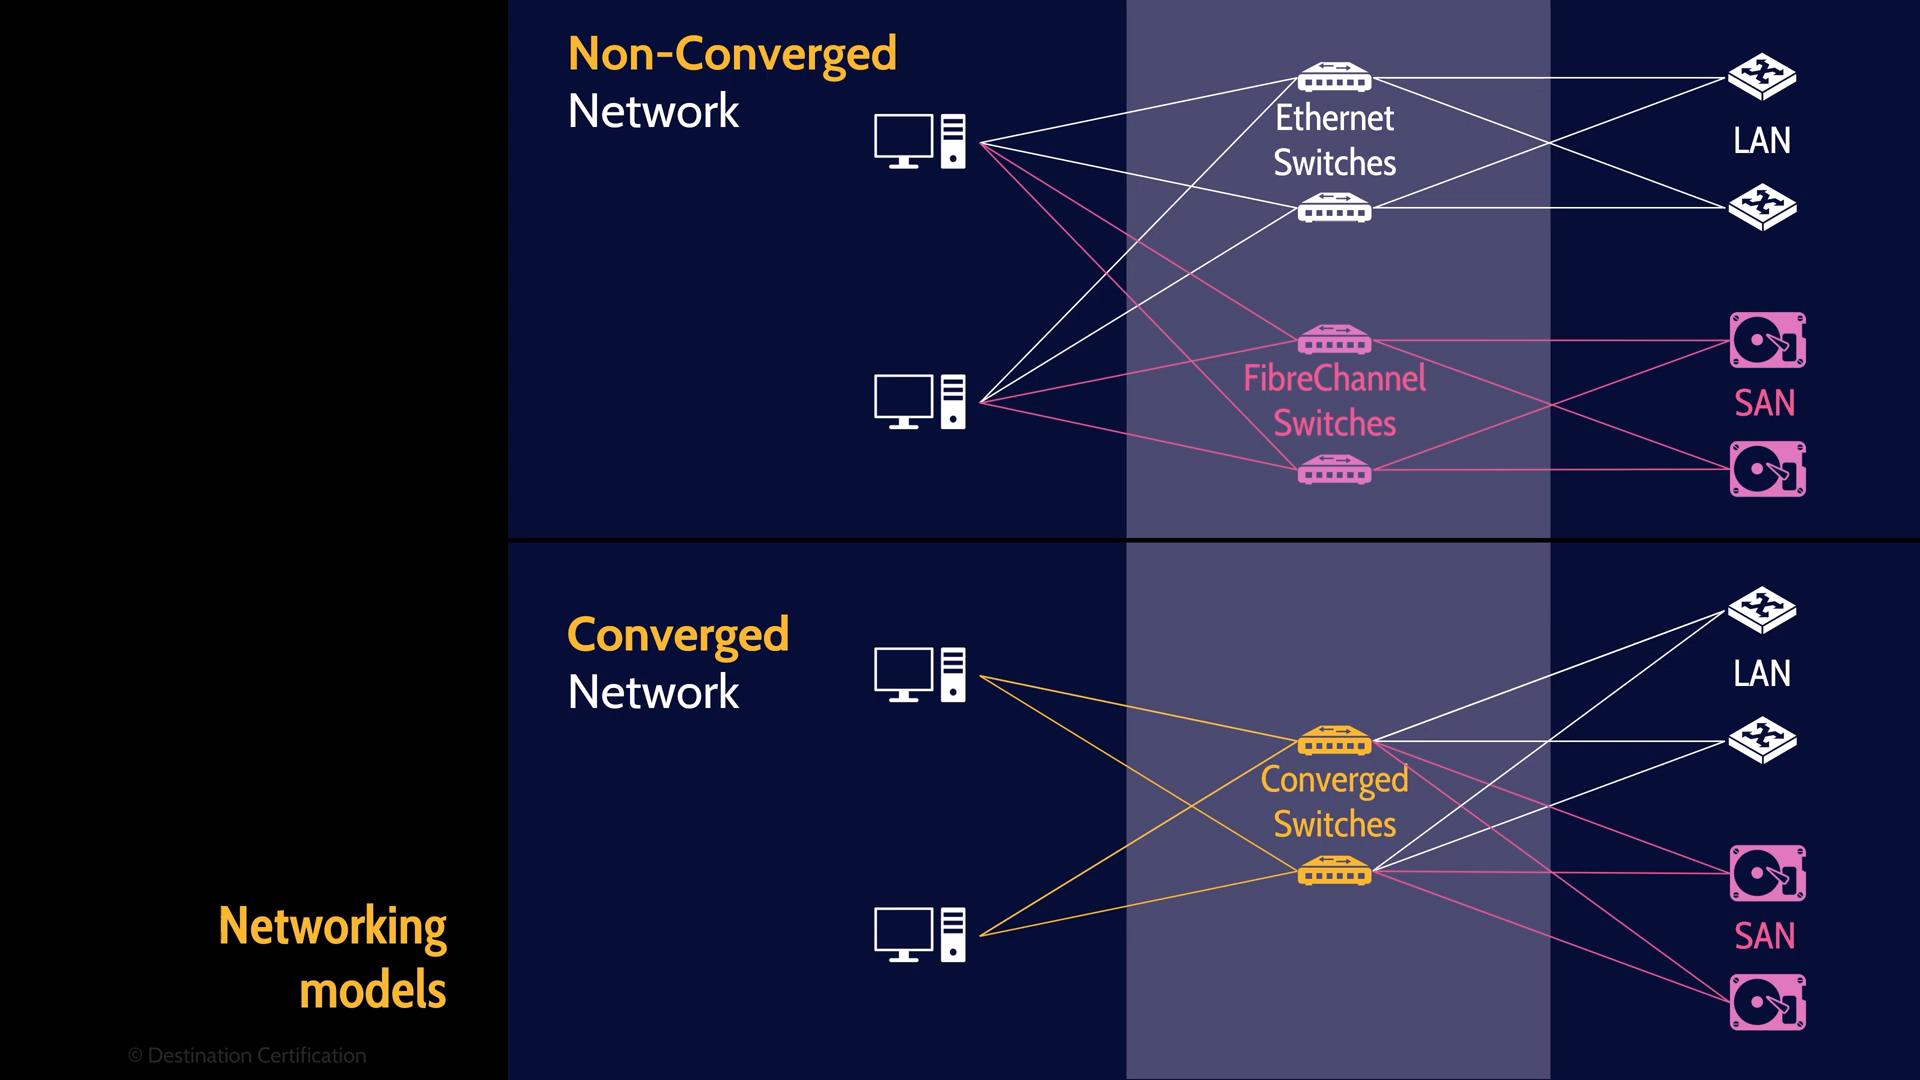 Non-Converged
Network
Ethernet
Switches
LAN
FibreChannel
Switches
SAN
Converged
Network
LAN
Converged
Switches
SAN
Networking
models
© Destination Certification